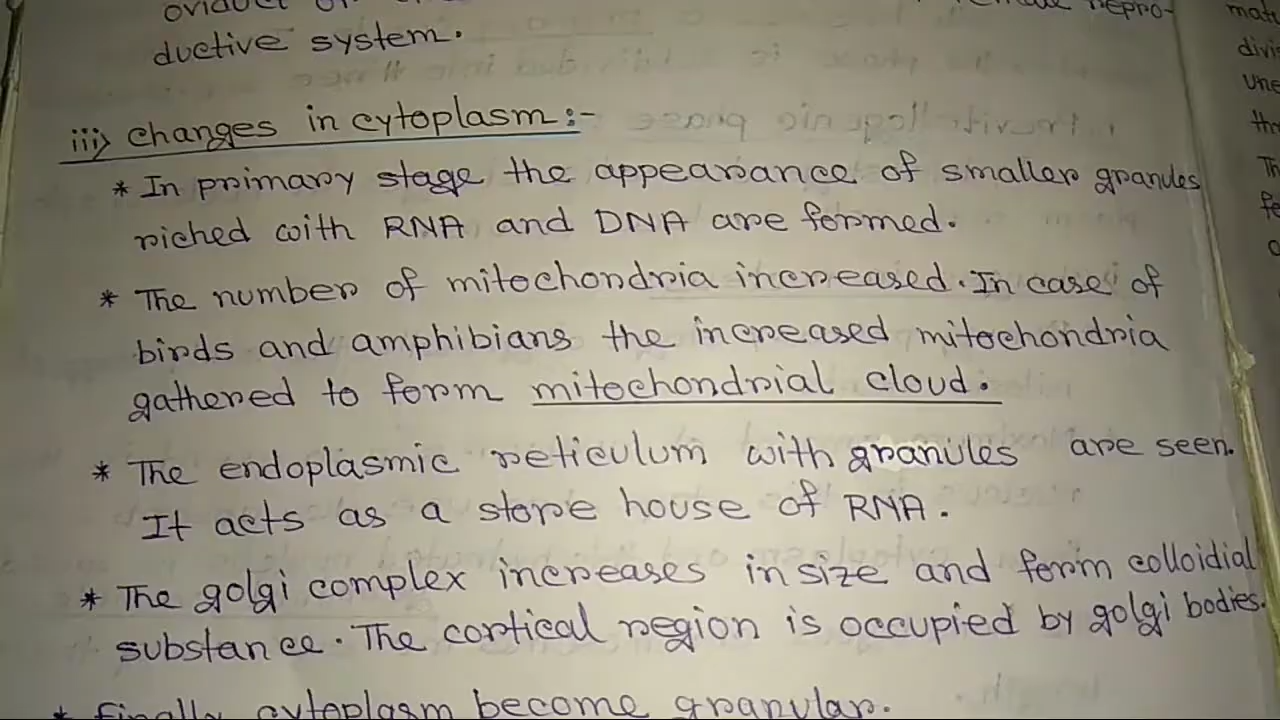 oviduct
repro-
ductive system.
iii) changes in cytoplasm :-
* In primary stage the appearance of smaller granules
riched with RNA and DNA are formed.
* The number of mitochondria increased. In case of
birds and amphibians the increased mitochondria
gathered to form mitochondrial cloud.
* The endoplasmic reticulum with granules are seen.
It acts as a store house of RNA.
* The golgi complex increases in size and form colloidial
substance. The cortical region is occupied by golgi bodies.
* Finally cytoplasm become granular.